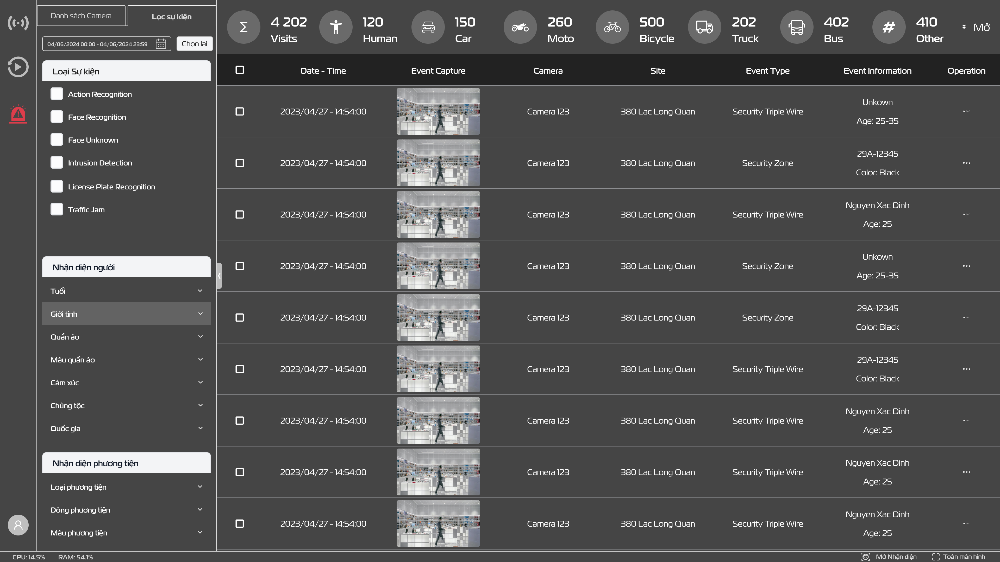 Danh sách Camera
Lọc sự kiện
04/06/2024 00:00 - 04/06/2024 23:59
Chọn lại
Loại Sự kiện
Action Recognition
Face Recognition
Face Unknown
Intrusion Detection
License Plate Recognition
Traffic Jam
Nhận diện người
Tuổi
Giới tính
Quần áo
Màu quần áo
Cảm xúc
Chủng tộc
Quốc gia
Nhận diện phương tiện
Loại phương tiện
Dòng phương tiện
Màu phương tiện
Σ 4 202
Visits
120
Human
150
Car
260
Moto
500
Bicycle
202
Truck
402
Bus
# 410
Other
Mở
Date - Time Event Capture Camera Site Event Type Event Information Operation
Unkown
2023/04/27 - 14:54:00 Camera 123 380 Lac Long Quan Security Triple Wire
Age: 25-35
29A-12345
2023/04/27 - 14:54:00 Camera 123 380 Lac Long Quan Security Zone
Color: Black
Nguyen Xac Dinh
2023/04/27 - 14:54:00 Camera 123 380 Lac Long Quan Security Triple Wire
Age: 25
Unkown
2023/04/27 - 14:54:00 Camera 123 380 Lac Long Quan Security Zone
Age: 25-35
29A-12345
2023/04/27 - 14:54:00 Camera 123 380 Lac Long Quan Security Zone
Color: Black
29A-12345
2023/04/27 - 14:54:00 Camera 123 380 Lac Long Quan Security Triple Wire
Color: Black
Nguyen Xac Dinh
2023/04/27 - 14:54:00 Camera 123 380 Lac Long Quan Security Triple Wire
Age: 25
Nguyen Xac Dinh
2023/04/27 - 14:54:00 Camera 123 380 Lac Long Quan Security Triple Wire
Age: 25
Nguyen Xac Dinh
2023/04/27 - 14:54:00 Camera 123 380 Lac Long Quan Security Triple Wire
Age: 25
CPU: 14.5% RAM: 54.1%
Mở Nhận diện
Toàn màn hình